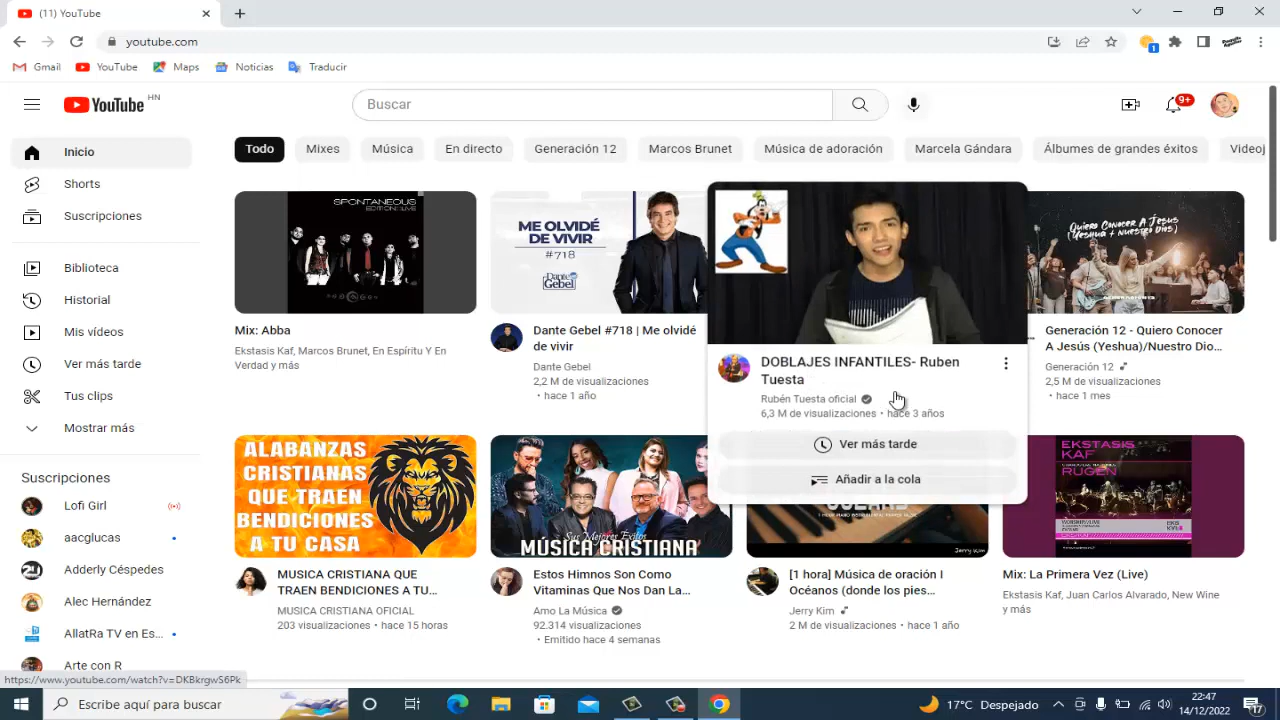 (11) YouTube
youtube.com
1
Gmail
YouTube
Maps
Noticias
Traducir
YouTube HN
Buscar
9+
Inicio
Shorts
Suscripciones
Biblioteca
Historial
Mis vídeos
Ver más tarde
Tus clips
Mostrar más
Suscripciones
Lofi Girl
aacglucas
Adderly Céspedes
Alec Hernández
AllatRa TV en Es...
Arte con R
Todo
Mixes
Música
En directo
Generación 12
Marcos Brunet
Música de adoración
Marcela Gándara
Álbumes de grandes éxitos
Videoj
SPONTANEOUS
Mix: Abba
Ekstasis Kaf, Marcos Brunet, En Espíritu Y En
Verdad y más
ME OLVIDÉ
DE VIVIR
#718
Dante
Gebel
Dante Gebel #718 | Me olvidé
de vivir
Dante Gebel
2,2 M de visualizaciones
• hace 1 año
DOBLAJES INFANTILES- Ruben
Tuesta
Rubén Tuesta oficial
6,3 M de visualizaciones • hace 3 años
Ver más tarde
Añadir a la cola
QUIERO CONOCER A JESÚS
(YESHUA) + NUESTRO DIOS
Generación 12 - Quiero Conocer
A Jesús (Yeshua)/Nuestro Dio...
Generación 12
2,5 M de visualizaciones
• hace 1 mes
ALABANZAS
CRISTIANAS
QUE TRAEN
BENDICIONES
A TU CASA
MUSICA CRISTIANA QUE
TRAEN BENDICIONES A TU...
MUSICA CRISTIANA OFICIAL
203 visualizaciones • hace 15 horas
Sus Mejores Éxitos
MÚSICA CRISTIANA
Estos Himnos Son Como
Vitaminas Que Nos Dan La...
Amo La Música
92.314 visualizaciones
• Emitido hace 4 semanas
Jerry Kim
[1 hora] Música de oración I
Océanos (donde los pies...
Jerry Kim
2 M de visualizaciones • hace 1 año
EKSTASIS
KAF
RUGEN
Mix: La Primera Vez (Live)
Ekstasis Kaf, Juan Carlos Alvarado, New Wine
y más
https://www.youtube.com/watch?v=DKBkrgwS6Pk
Escribe aquí para buscar
17°C Despejado
22:47
14/12/2022
17